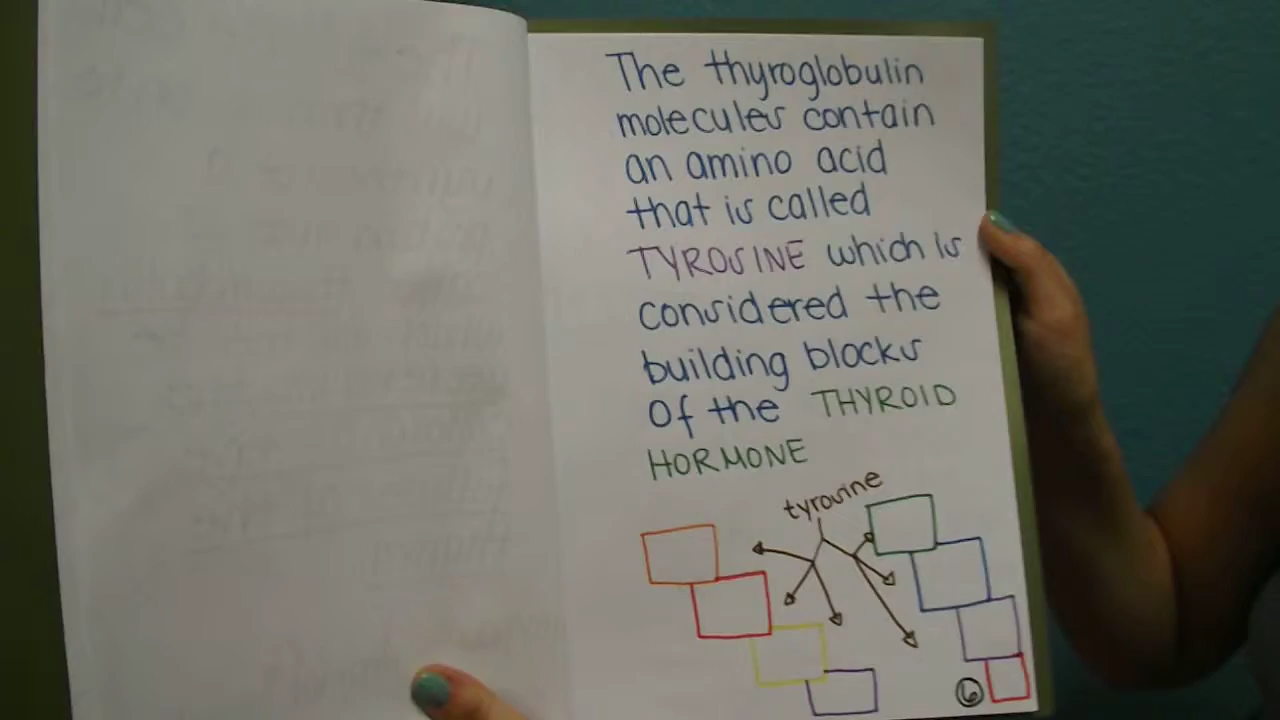 The thyroglobulin
molecules contain
an amino acid
that is called
TYROSINE which is
considered the
building blocks
Of the THYROID
HORMONE
tyrosine
6